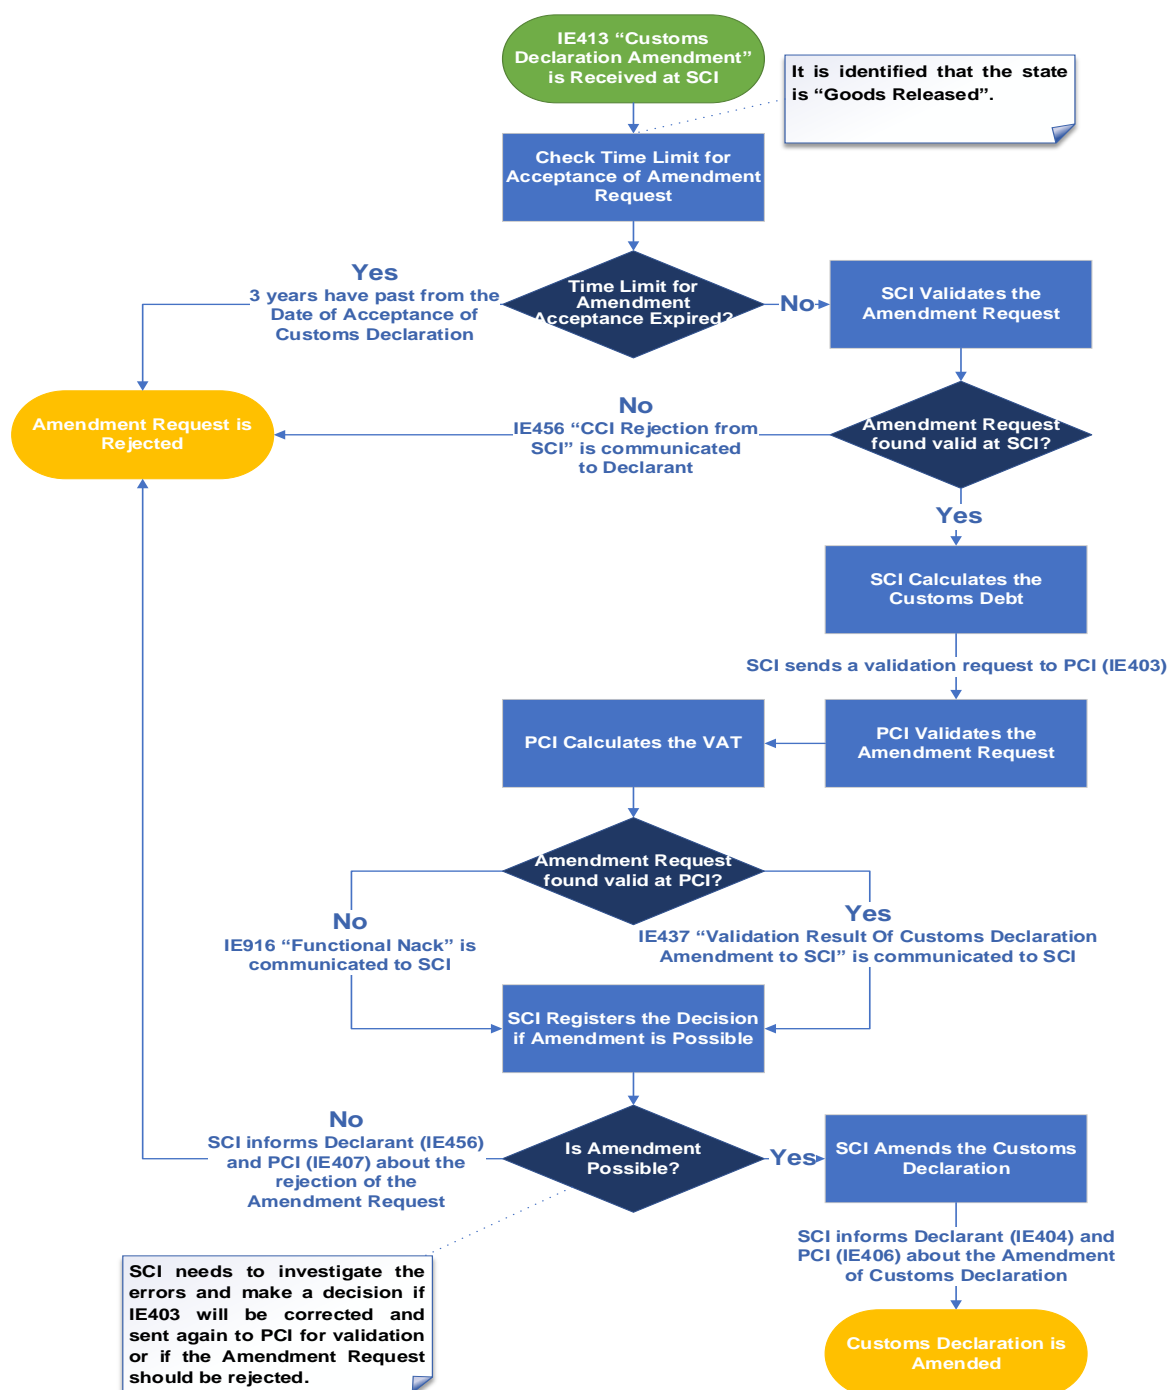 IE413 “Customs
Declaration Amendment”
is Received at SCI
It is identified that the state
is “Goods Released”.
Check Time Limit for
Acceptance of Amendment
Request
Yes
3 years have past from the
Date of Acceptance of
Customs Declaration
Time Limit for
Amendment
Acceptance Expired?
No
SCI Validates the
Amendment Request
Amendment Request is
Rejected
No
IE456 “CCI Rejection from
SCI” is communicated
to Declarant
Amendment Request
found valid at SCI?
Yes
SCI Calculates the
Customs Debt
SCI sends a validation request to PCI (IE403)
PCI Calculates the VAT
PCI Validates the
Amendment Request
Amendment Request
found valid at PCI?
No
IE916 “Functional Nack” is
communicated to SCI
Yes
IE437 “Validation Result Of Customs Declaration
Amendment to SCI” is communicated to SCI
SCI Registers the Decision
if Amendment is Possible
No
SCI informs Declarant (IE456)
and PCI (IE407) about the
rejection of the
Amendment Request
Is Amendment
Possible?
Yes
SCI Amends the Customs
Declaration
SCI informs Declarant (IE404) and
PCI (IE406) about the Amendment
of Customs Declaration
SCI needs to investigate the
errors and make a decision if
IE403 will be corrected and
sent again to PCI for validation
or if the Amendment Request
should be rejected.
Customs Declaration is
Amended